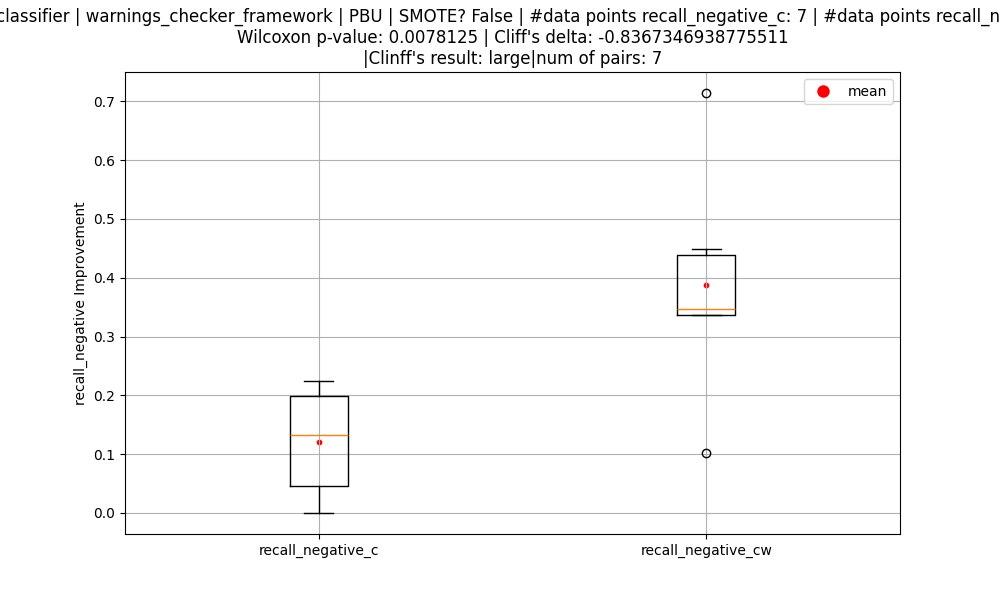 classifier | warnings_checker_framework | PBU | SMOTE? False | #data points recall_negative_c: 7 | #data points recall_n
Wilcoxon p-value: 0.0078125 | Cliff's delta: -0.8367346938775511
|Clinff's result: large|num of pairs: 7
mean
0.7
0.6
0.5
0.4
0.3
0.2
0.1
0.0
recall_negative Improvement
recall_negative_c
recall_negative_cw